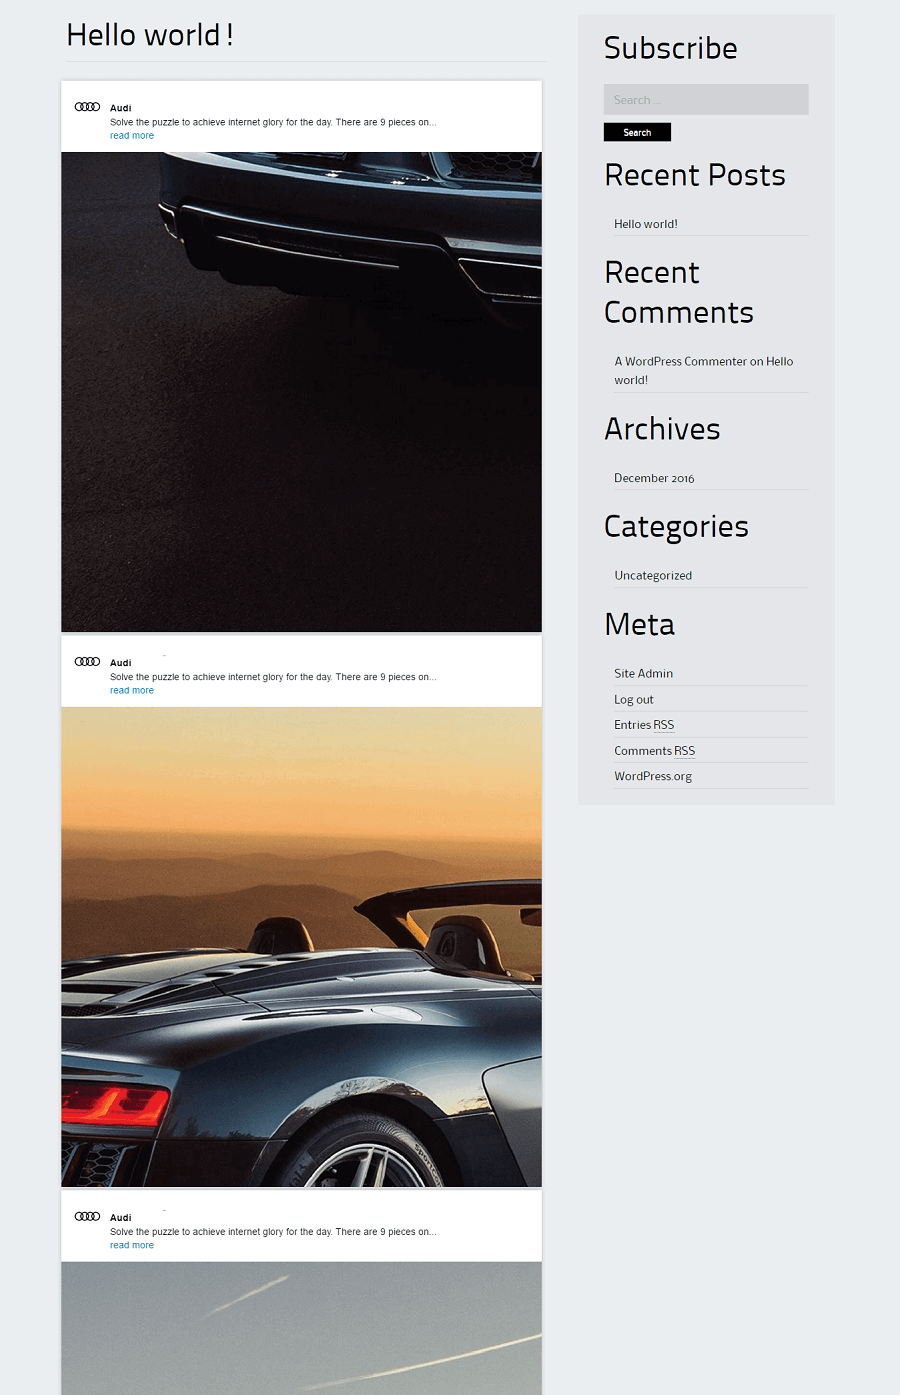 Hello world!
Audi
Solve the puzzle to achieve internet glory for the day. There are 9 pieces on...
read more
Audi
Solve the puzzle to achieve internet glory for the day. There are 9 pieces on...
read more
Audi
Solve the puzzle to achieve internet glory for the day. There are 9 pieces on...
read more
Subscribe
Search ...
Search
Recent Posts
Hello world!
Recent
Comments
A WordPress Commenter on Hello
world!
Archives
December 2016
Categories
Uncategorized
Meta
Site Admin
Log out
Entries RSS
Comments RSS
WordPress.org